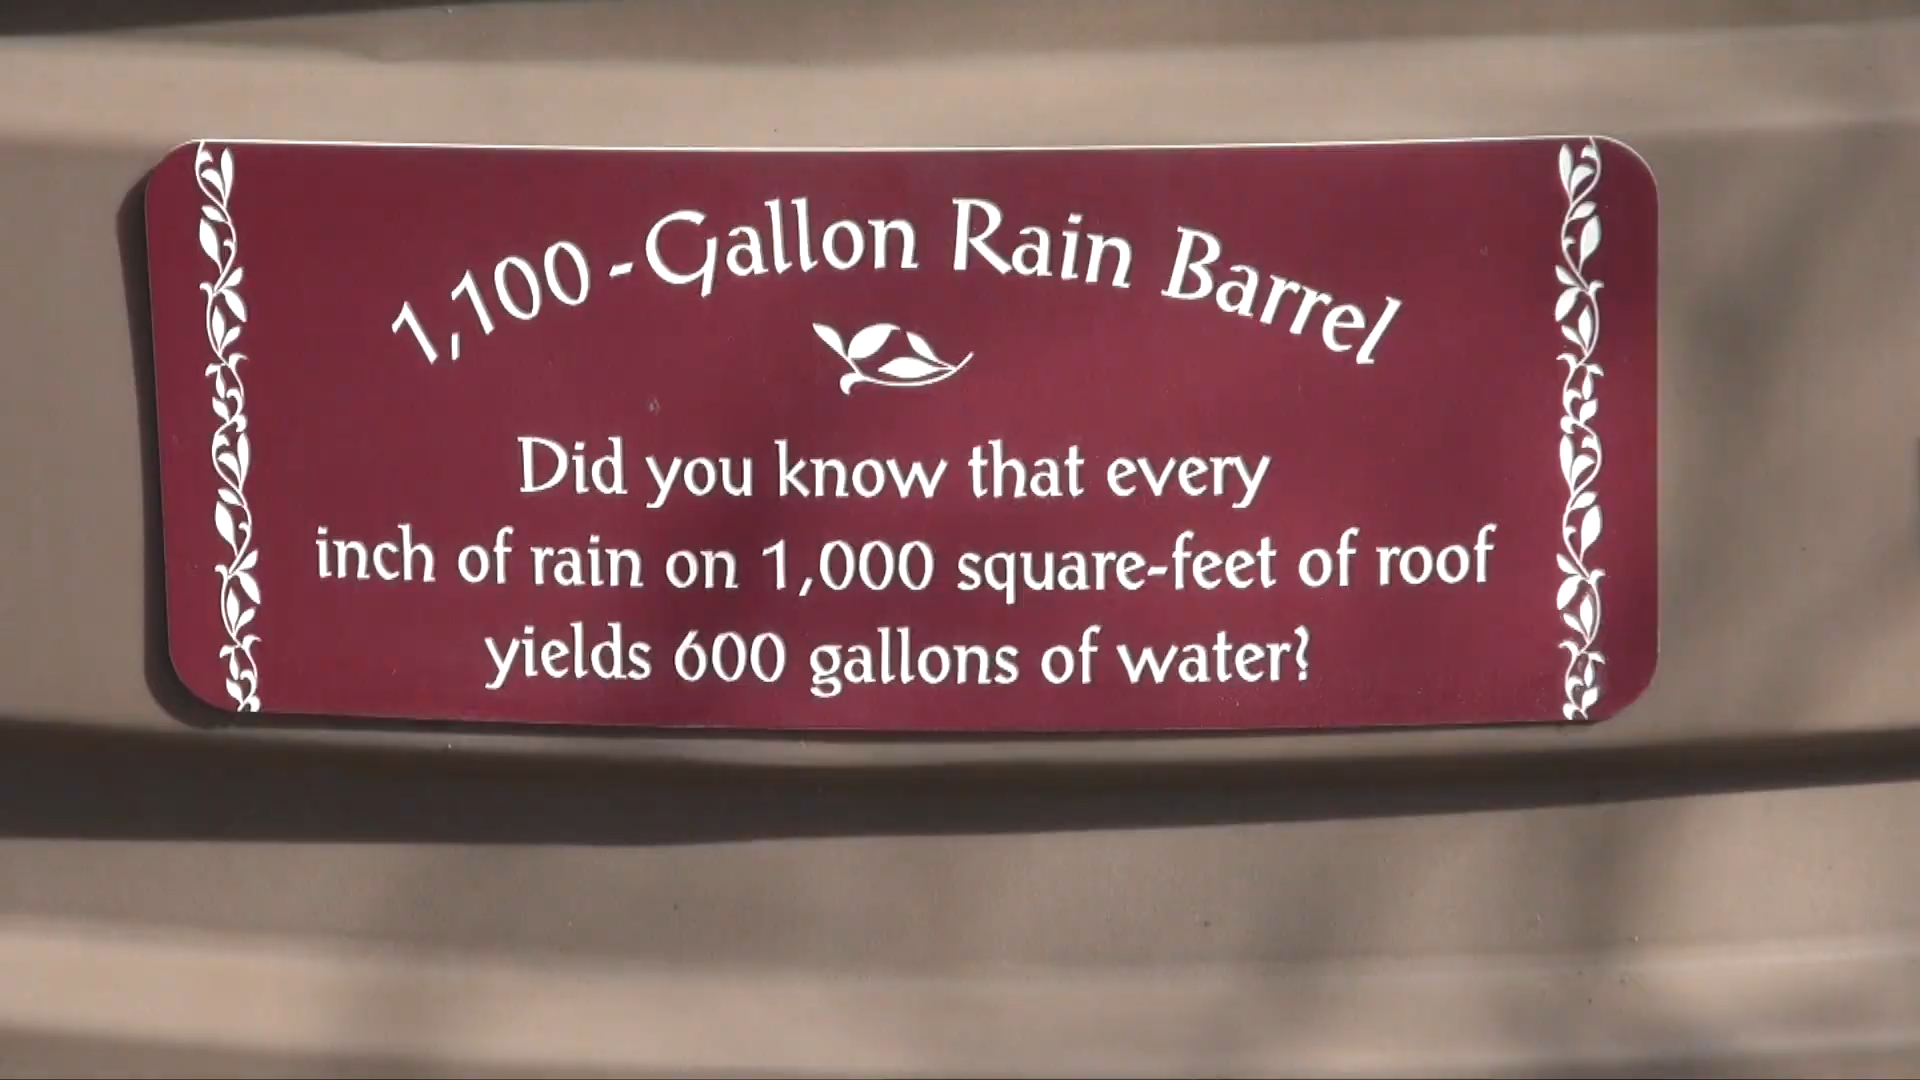 1,100-Gallon Rain Barrel
Did you know that every
inch of rain on 1,000 square-feet of roof
yields 600 gallons of water?